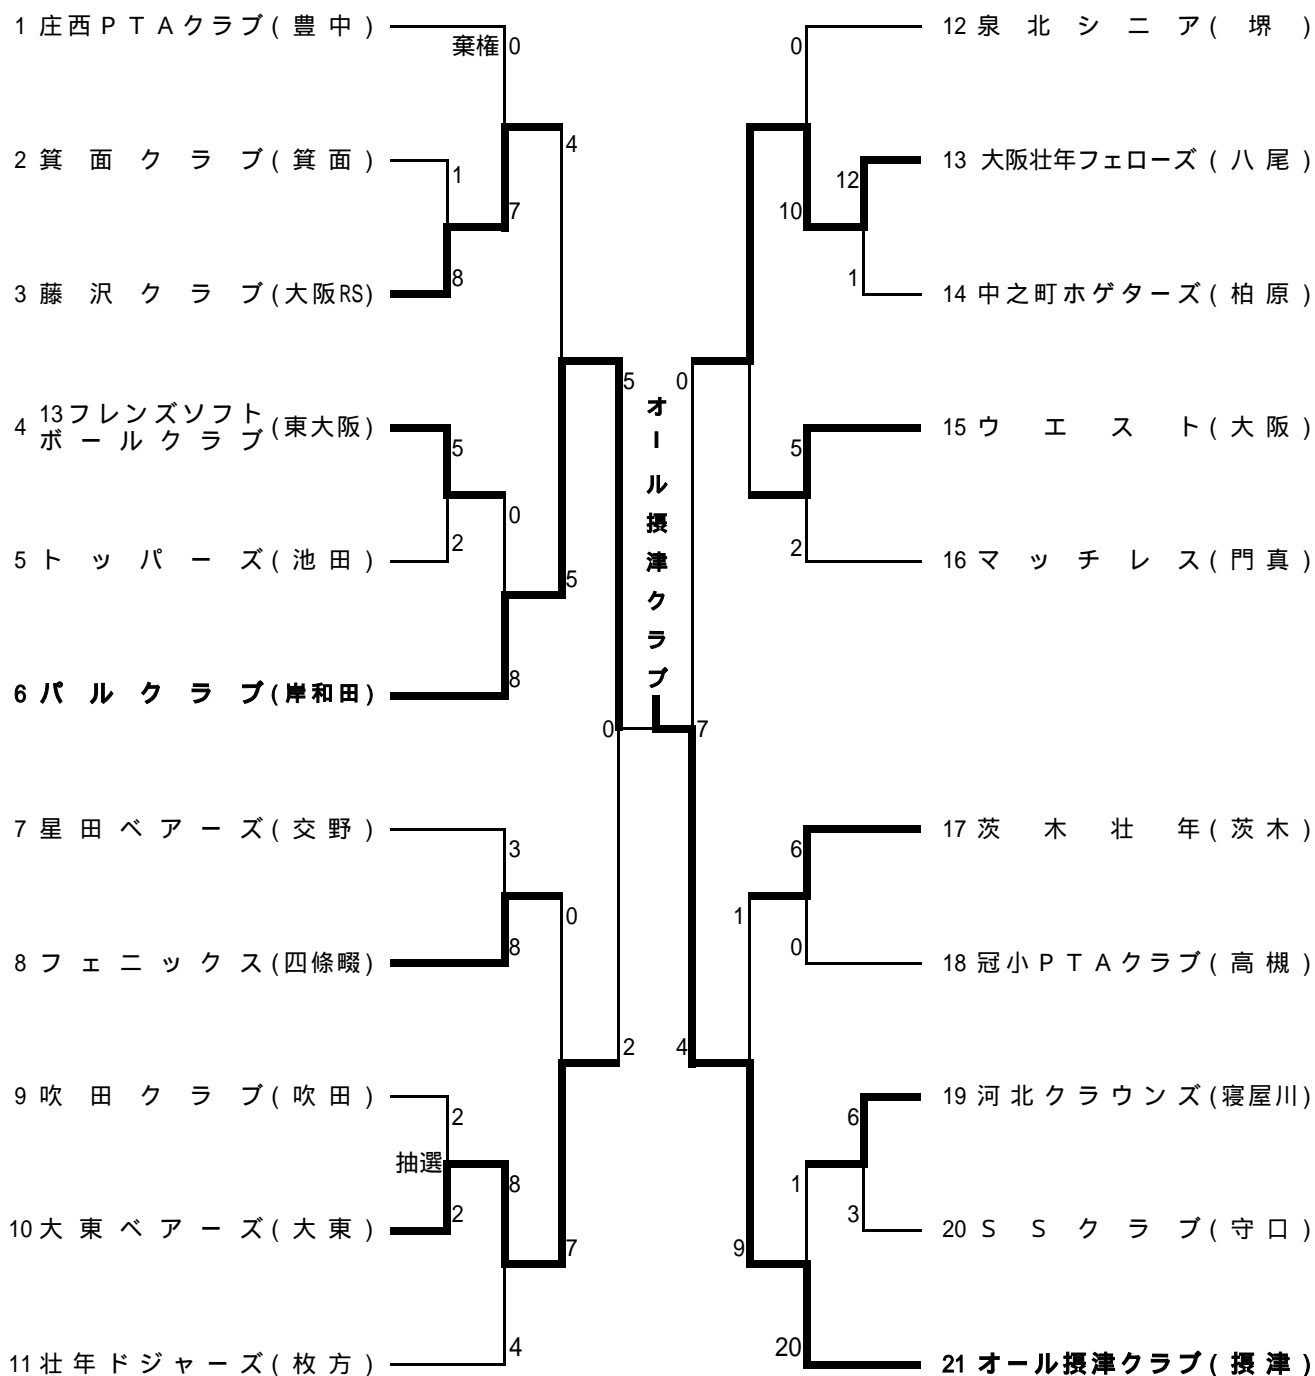 1 庄西ＰＴＡクラブ(豊中)
棄権 0
2 箕面クラブ(箕面)
1
4
7
3 藤沢クラブ(大阪RS)
8
4 13フレンズソフト
ボールクラブ(東大阪)
5
0
5 トッパーズ(池田)
2
5
6 パルクラブ(岸和田)
8
5
0
7 星田ベアーズ(交野)
3
0
8 フェニックス(四條畷)
8
2
9 吹田クラブ(吹田)
2
抽選
8
10 大東ベアーズ(大東)
2
7
11 壮年ドジャーズ(枚方)
4
オール摂津クラブ
12 泉北シニア(堺)
0
13 大阪壮年フェローズ(八尾)
12
10
14 中之町ホゲターズ(柏原)
1
0
15 ウエスト(大阪)
5
16 マッチレス(門真)
2
7
17 茨木壮年(茨木)
6
1
18 冠小ＰＴＡクラブ(高槻)
0
4
19 河北クラウンズ(寝屋川)
6
1
20 ＳＳクラブ(守口)
3
9
21 オール摂津クラブ(摂津)
20